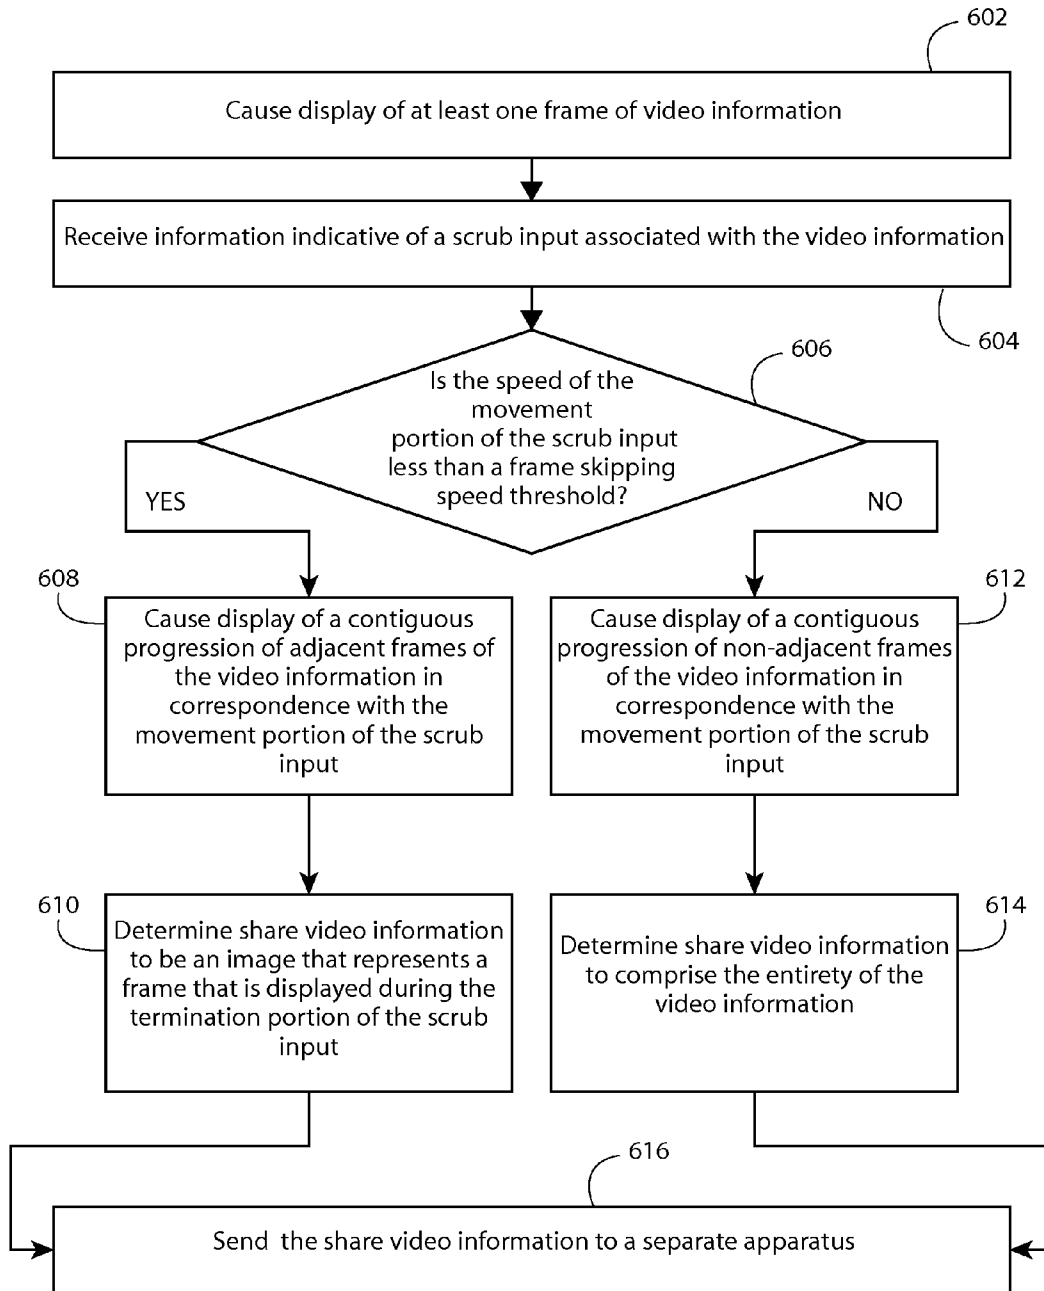 602
Cause display of at least one frame of video information
Receive information indicative of a scrub input associated with the video information
604
606
Is the speed of the
movement
portion of the scrub input
less than a frame skipping
speed threshold?
YES
NO
608
Cause display of a contiguous
progression of adjacent frames of
the video information in
correspondence with the
movement portion of the scrub
input
612
Cause display of a contiguous
progression of non-adjacent frames
of the video information in
correspondence with the
movement portion of the scrub
input
610
Determine share video information
to be an image that represents a
frame that is displayed during the
termination portion of the scrub
input
614
Determine share video information
to comprise the entirety of the
video information
616
Send the share video information to a separate apparatus